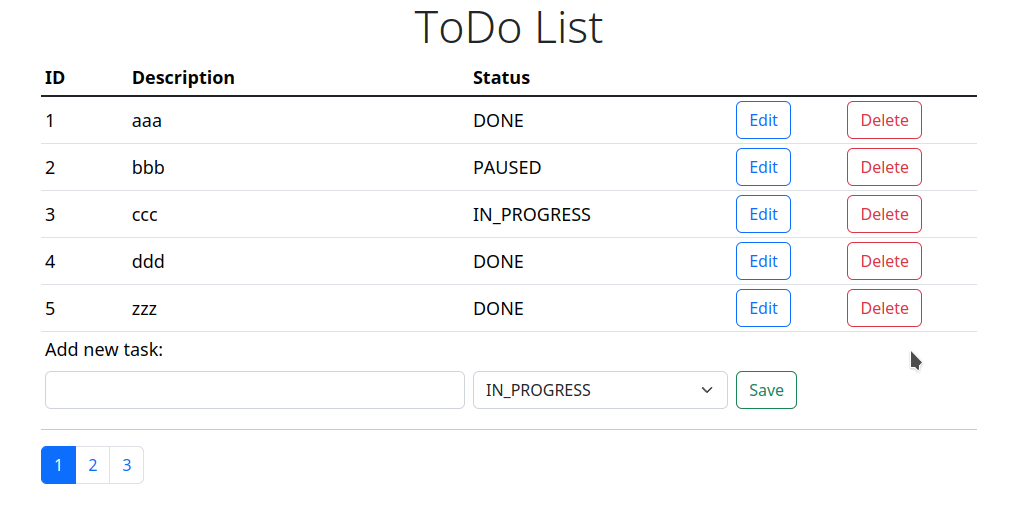 ToDo List
ID Description Status
1 aaa DONE Edit Delete
2 bbb PAUSED Edit Delete
3 ccc IN_PROGRESS Edit Delete
4 ddd DONE Edit Delete
5 zzz DONE Edit Delete
Add new task:
IN_PROGRESS Save
1 2 3